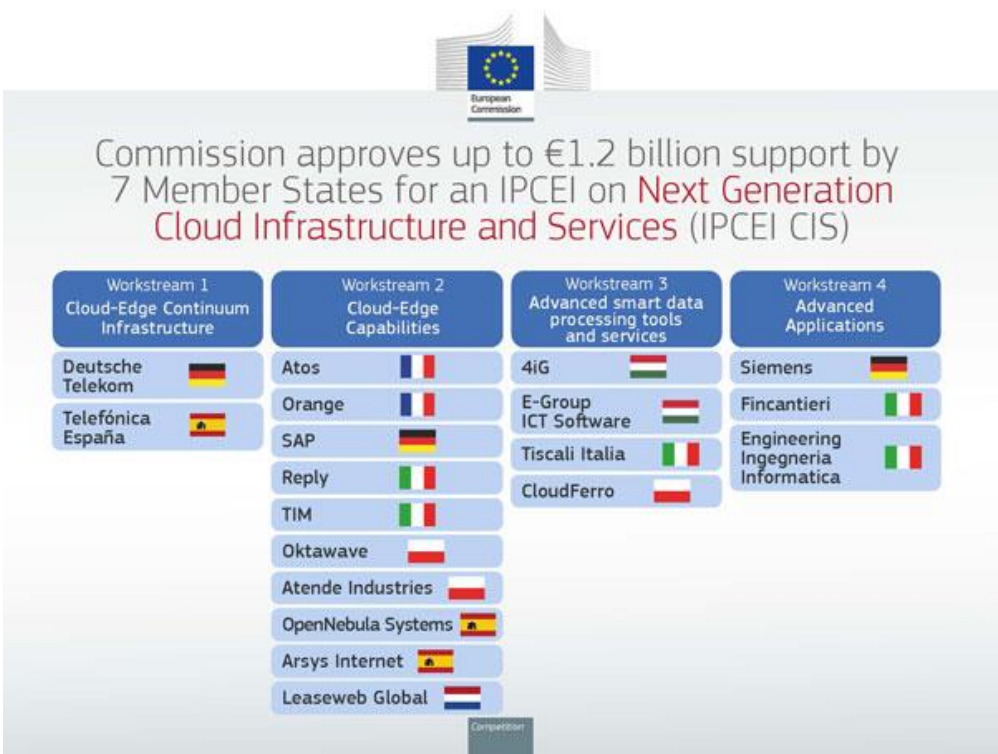 European
Commission
Commission approves up to €1.2 billion support by
7 Member States for an IPCEI on Next Generation
Cloud Infrastructure and Services (IPCEI CIS)
Workstream 1
Cloud-Edge Continuum
Infrastructure
Deutsche
Telekom
Telefónica
España
Workstream 2
Cloud-Edge
Capabilities
Atos
Orange
SAP
Reply
TIM
Oktawave
Atende Industries
OpenNebula Systems
Arsys Internet
Leaseweb Global
Workstream 3
Advanced smart data
processing tools
and services
4iG
E-Group
ICT Software
Tiscali Italia
CloudFerro
Workstream 4
Advanced
Applications
Siemens
Fincantieri
Engineering
Ingegneria
Informatica
Competition